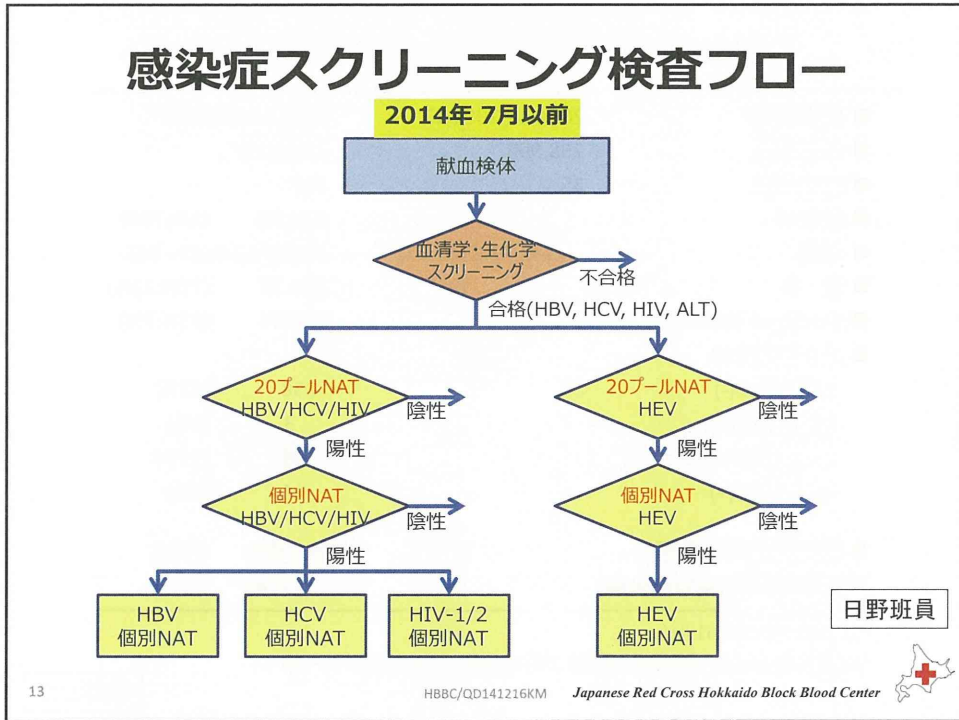 感染症スクリーニング検査フロー
2014年 7月以前
献血検体
血清学・生化学
スクリーニング
不合格
合格(HBV, HCV, HIV, ALT)
20プールNAT
HBV/HCV/HIV
陰性
20プールNAT
HEV
陰性
陽性
陽性
個別NAT
HBV/HCV/HIV
陰性
個別NAT
HEV
陰性
陽性
陽性
HBV
個別NAT
HCV
個別NAT
HIV-1/2
個別NAT
HEV
個別NAT
日野班員
13
HBBC/QD141216KM
Japanese Red Cross Hokkaido Block Blood Center